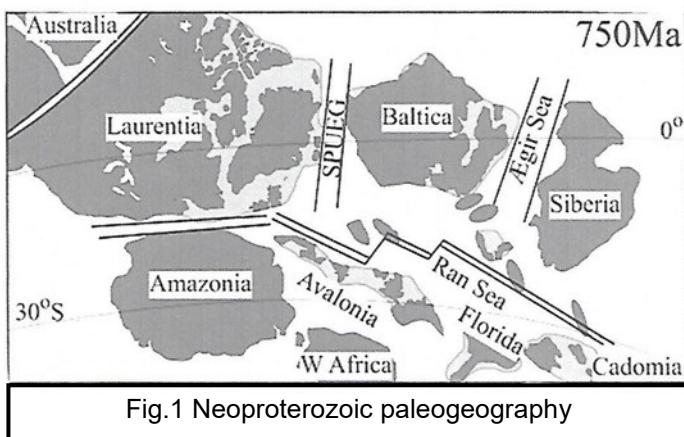 Australia
750Ma
Laurentia
SPUEG
Baltica
Ægir Sea
0°
Siberia
Amazonia
Avalonia
Ran Sea
30°S
Florida
W Africa
Cadomia
Fig.1 Neoproterozoic paleogeography